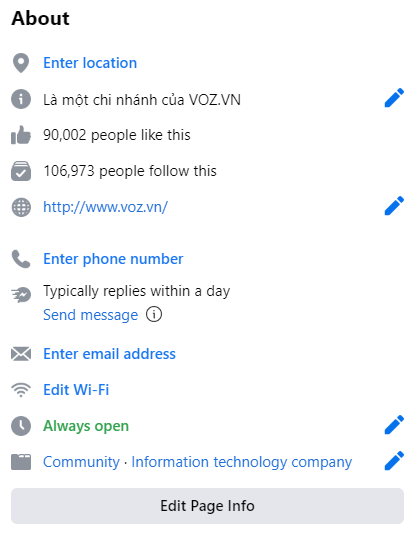 About
Enter location
Là một chi nhánh của VOZ.VN
90,002 people like this
106,973 people follow this
http://www.voz.vn/
Enter phone number
Typically replies within a day
Send message
Enter email address
Edit Wi-Fi
Always open
Community · Information technology company
Edit Page Info